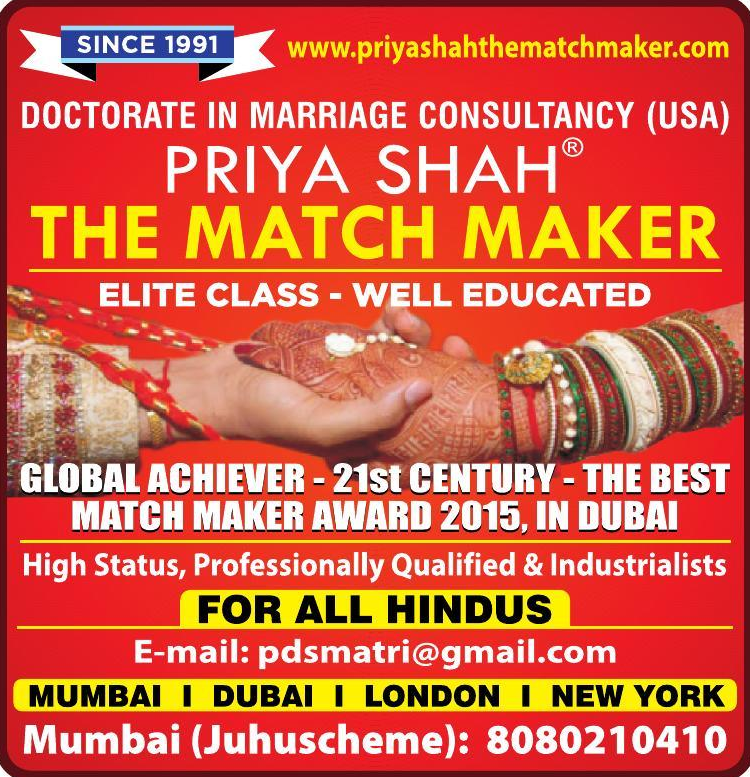 SINCE 1991
www.priyashahthematchmaker.com
DOCTORATE IN MARRIAGE CONSULTANCY (USA)
PRIYA SHAH®
THE MATCH MAKER
ELITE CLASS - WELL EDUCATED
GLOBAL ACHIEVER - 21st CENTURY - THE BEST
MATCH MAKER AWARD 2015, IN DUBAI
High Status, Professionally Qualified & Industrialists
FOR ALL HINDUS
E-mail: pdsmatri@gmail.com
MUMBAI I DUBAI I LONDON I NEW YORK
Mumbai (Juhuscheme): 8080210410